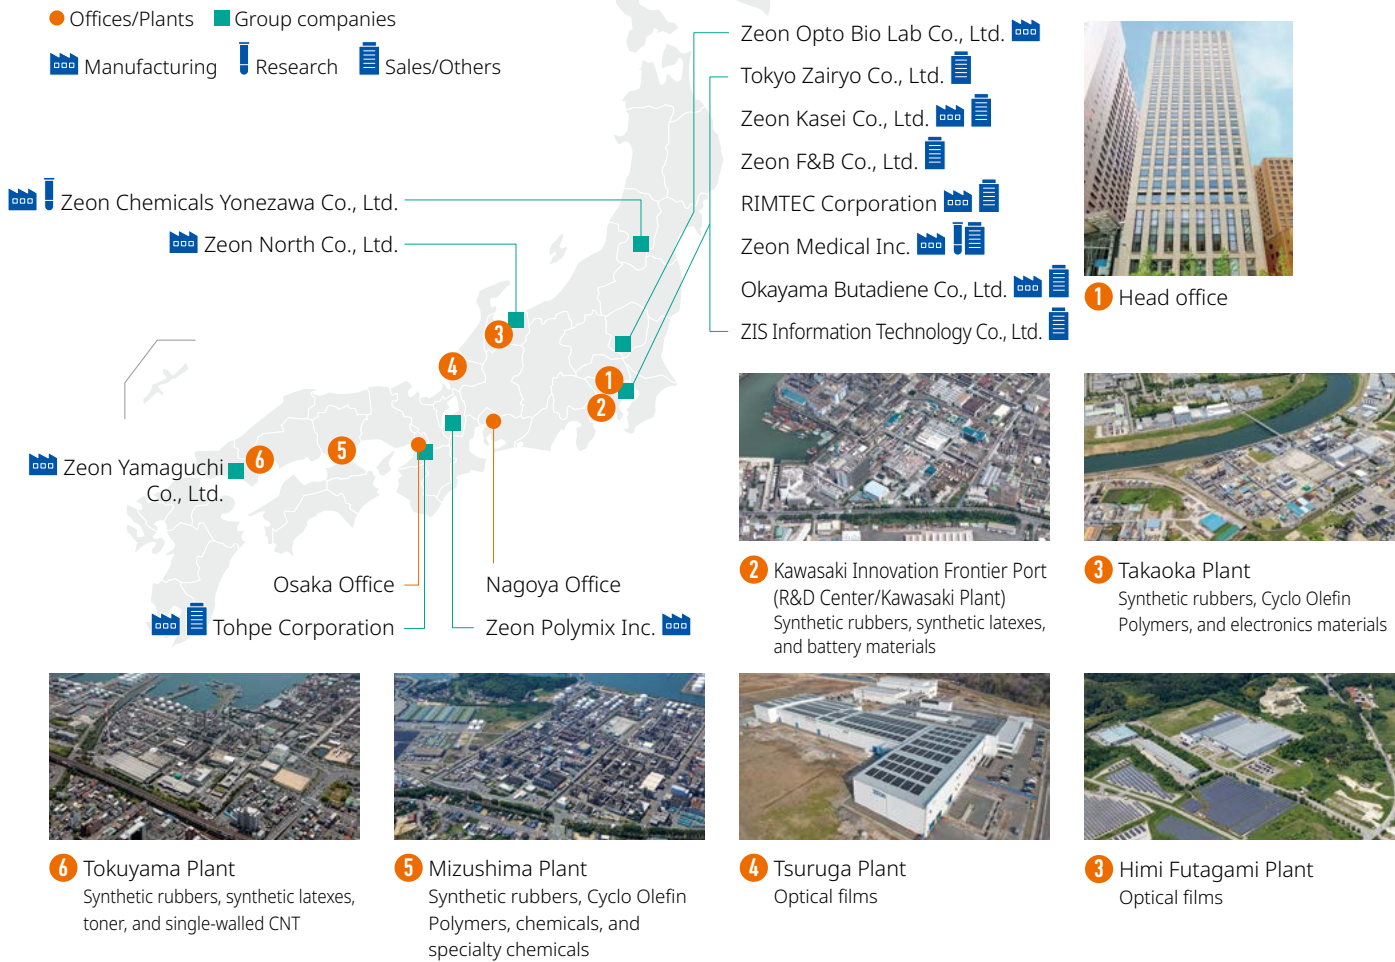 Offices/Plants Group companies
Manufacturing Research Sales/Others
Zeon Opto Bio Lab Co., Ltd.
Tokyo Zairyo Co., Ltd.
Zeon Kasei Co., Ltd.
Zeon F&B Co., Ltd.
RIMTEC Corporation
Zeon Medical Inc.
Okayama Butadiene Co., Ltd.
ZIS Information Technology Co., Ltd.
Zeon Chemicals Yonezawa Co., Ltd.
Zeon North Co., Ltd.
3
4
1
2
5
6
Zeon Yamaguchi
Co., Ltd.
Osaka Office
Nagoya Office
Tohpe Corporation
Zeon Polymix Inc.
1 Head office
2 Kawasaki Innovation Frontier Port
(R&D Center/Kawasaki Plant)
Synthetic rubbers, synthetic latexes,
and battery materials
3 Takaoka Plant
Synthetic rubbers, Cyclo Olefin
Polymers, and electronics materials
6 Tokuyama Plant
Synthetic rubbers, synthetic latexes,
toner, and single-walled CNT
5 Mizushima Plant
Synthetic rubbers, Cyclo Olefin
Polymers, chemicals, and
specialty chemicals
4 Tsuruga Plant
Optical films
3 Himi Futagami Plant
Optical films